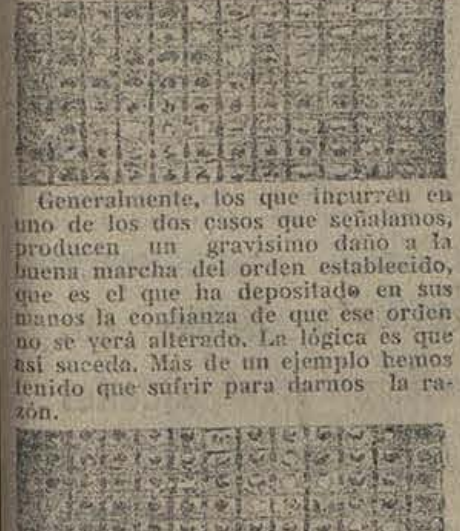 Generalmente, los que incurren en
uno de los dos casos que señalamos,
producen un gravisimo daño a la
buena marcha del orden establecido,
que es el que ha depositado en sus
manos la confianza de que ese orden
no se verá alterado. La lógica es que
así suceda. Más de un ejemplo hemos
tenido que sufrir para darnos la ra-
zón.